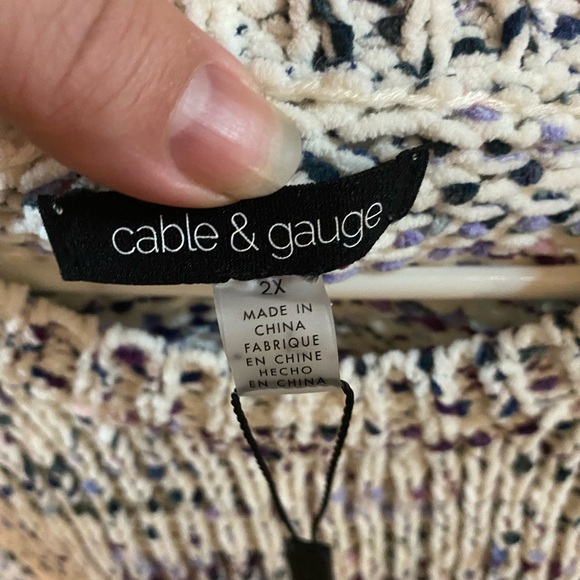 cable & gauge
2X
MADE IN
CHINA
FABRIQUE
EN CHINE
HECHO
EN CHINA